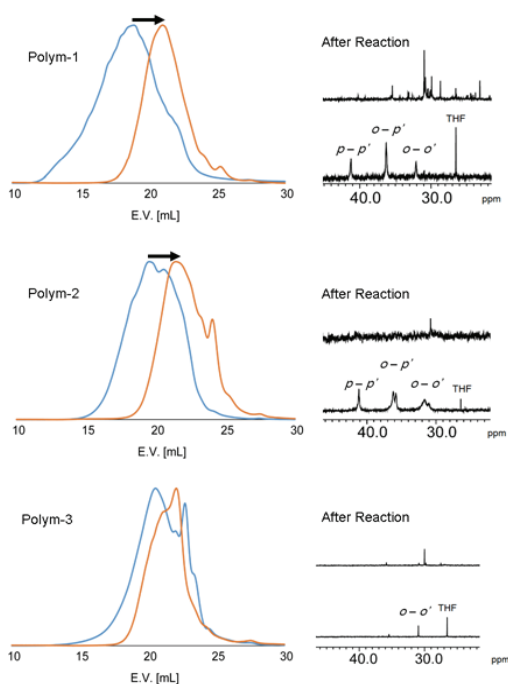 Polym-1
After Reaction
THF
o – p'
p – p'
o – o'
40.0 30.0
ppm
10 15 20 25 30
E.V. [mL]
Polym-2
After Reaction
o – p'
p – p'
o – o'
THF
40.0 30.0
ppm
10 15 20 25 30
E.V. [mL]
Polym-3
After Reaction
o – o'
THF
40.0 30.0
ppm
10 15 20 25 30
E.V. [mL]